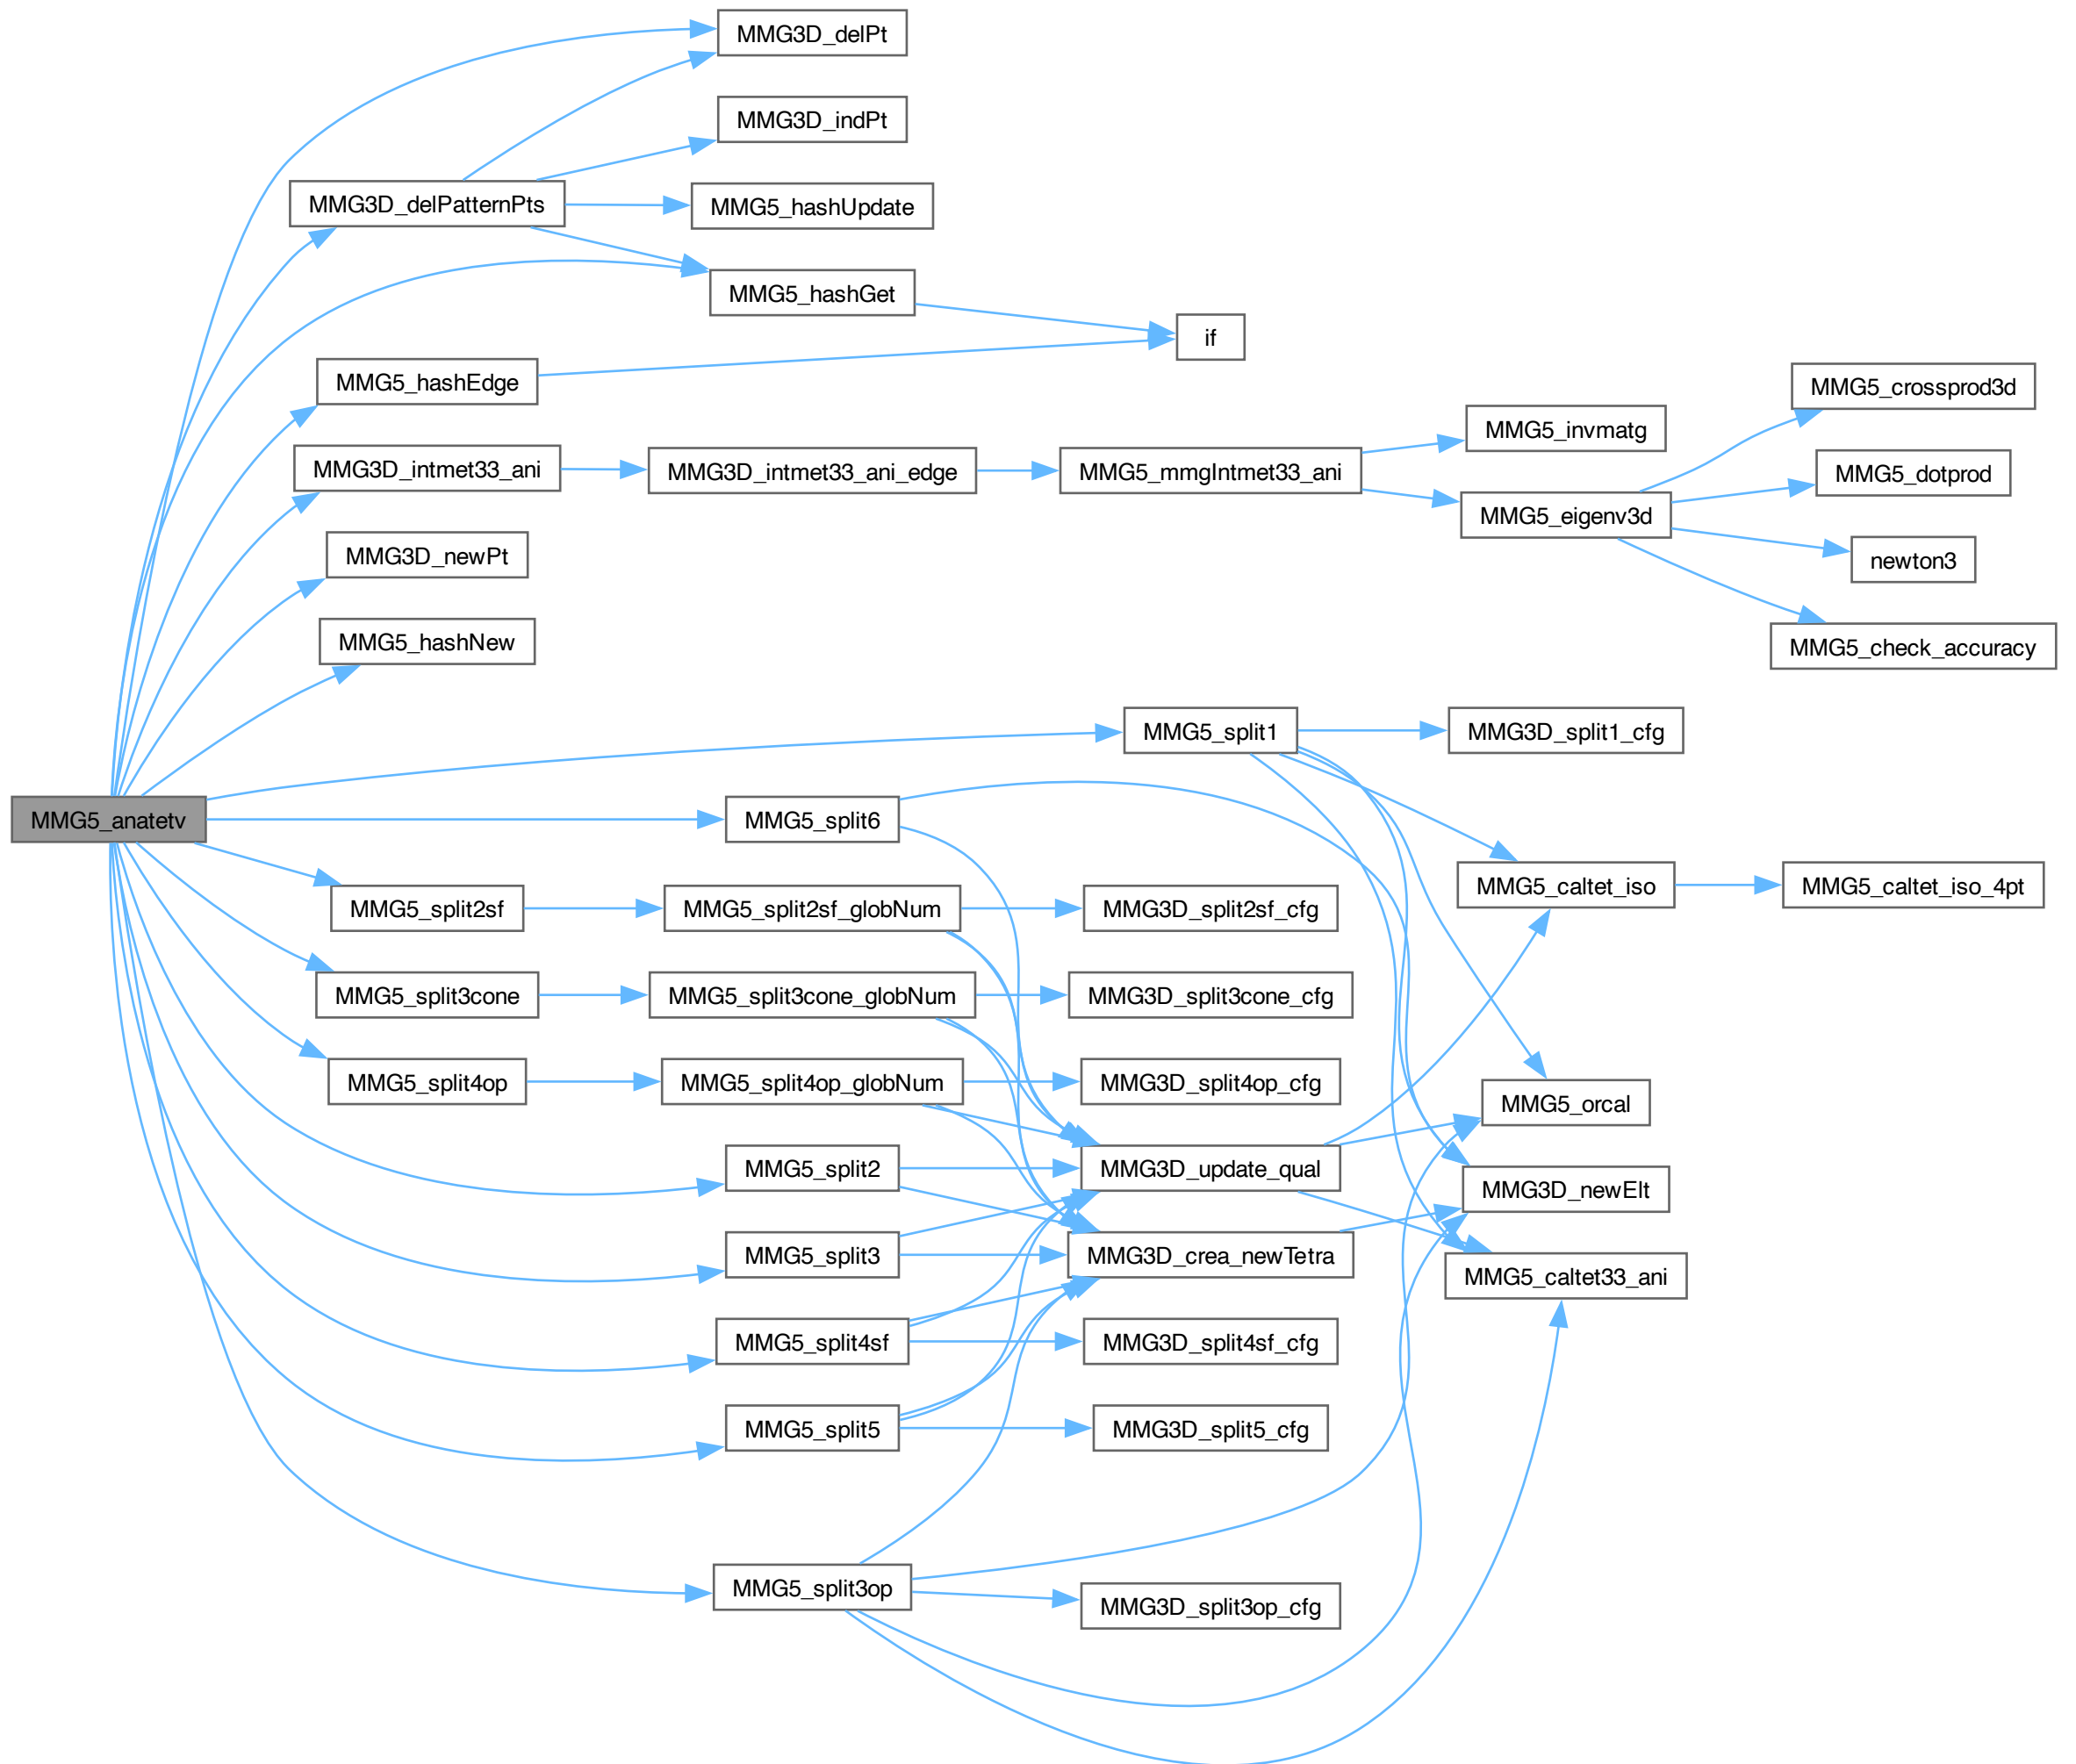 MMG3D_delPt
MMG3D_indPt
MMG3D_delPatternPts
MMG5_hashUpdate
MMG5_hashGet
if
MMG5_hashEdge
MMG5_crossprod3d
MMG5_invmatg
MMG3D_intmet33_ani
MMG3D_intmet33_ani_edge
MMG5_mmgIntmet33_ani
MMG5_dotprod
MMG5_eigenv3d
MMG3D_newPt
newton3
MMG5_hashNew
MMG5_check_accuracy
MMG5_split1
MMG3D_split1_cfg
MMG5_anatetv
MMG5_split6
MMG5_caltet_iso
MMG5_caltet_iso_4pt
MMG5_split2sf
MMG5_split2sf_globNum
MMG3D_split2sf_cfg
MMG5_split3cone
MMG5_split3cone_globNum
MMG3D_split3cone_cfg
MMG5_split4op
MMG5_split4op_globNum
MMG3D_split4op_cfg
MMG5_orcal
MMG5_split2
MMG3D_update_qual
MMG3D_newElt
MMG5_split3
MMG3D_crea_newTetra
MMG5_caltet33_ani
MMG5_split4sf
MMG3D_split4sf_cfg
MMG5_split5
MMG3D_split5_cfg
MMG5_split3op
MMG3D_split3op_cfg